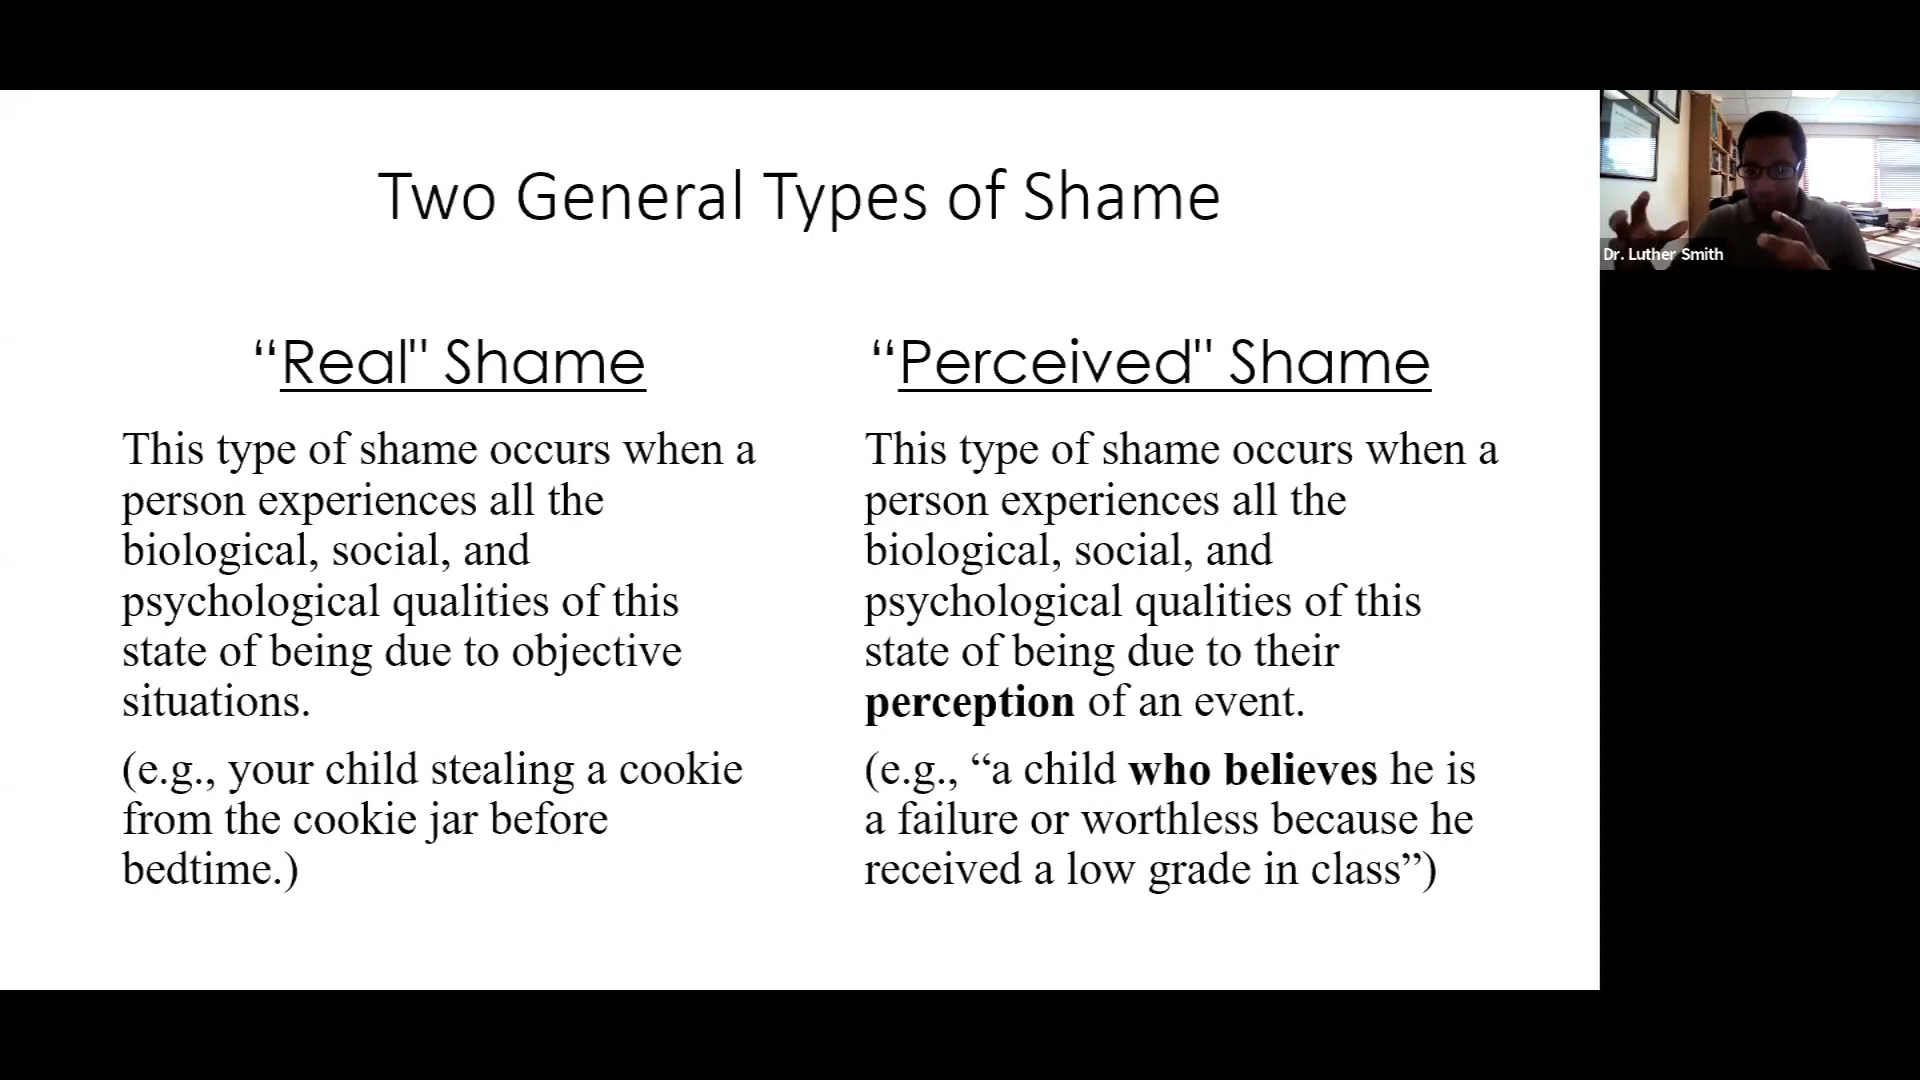 Two General Types of Shame
“Real" Shame
This type of shame occurs when a
person experiences all the
biological, social, and
psychological qualities of this
state of being due to objective
situations.
(e.g., your child stealing a cookie
from the cookie jar before
bedtime.)
“Perceived" Shame
This type of shame occurs when a
person experiences all the
biological, social, and
psychological qualities of this
state of being due to their
perception of an event.
(e.g., “a child who believes he is
a failure or worthless because he
received a low grade in class”)
Dr. Luther Smith